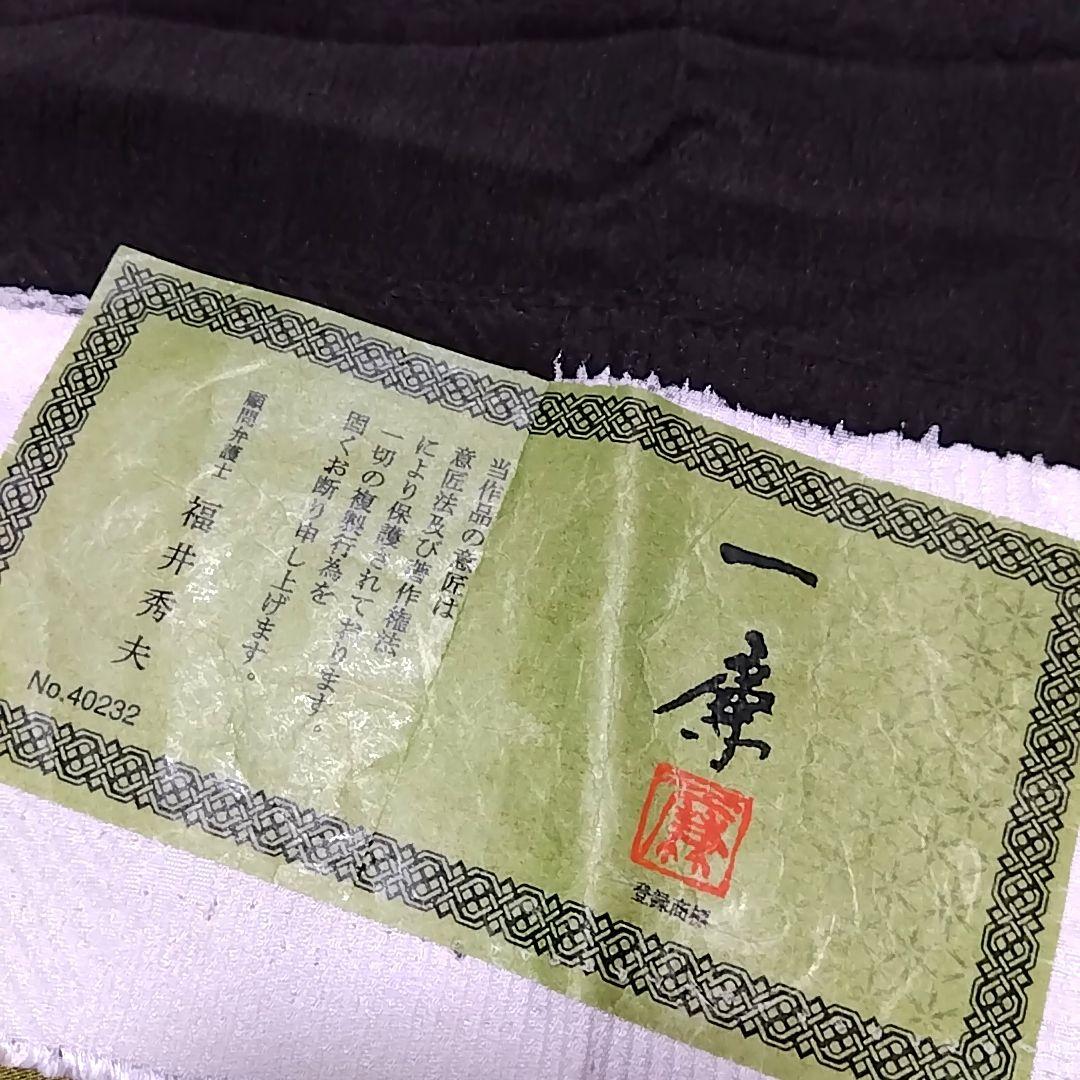 一
登録商標
当作品の意匠は
意匠法及び著作権法
により保護されております。
一切の複製行為を
固くお断り申し上げます。
顧問弁護士 福井秀夫
No.40232